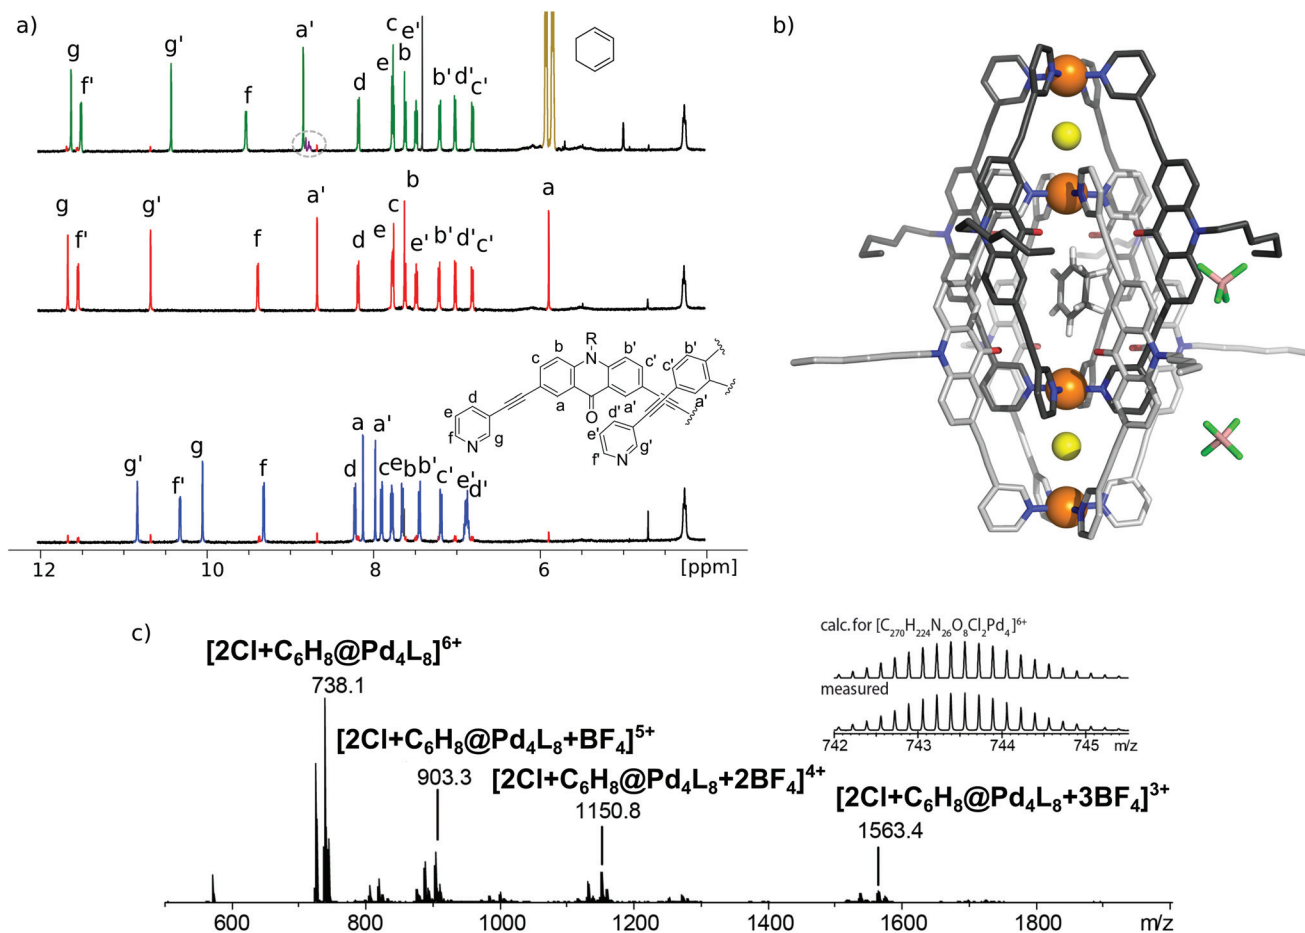 a)
g
f'
g'
f
a'
d
e
c
e'
b
b'
d'
c'
g
f'
g'
f
a'
d
e
c
b
e'
b'
d'
c'
a
g'
f'
g
f
d
a
a'
c
e
b
b'
c'
e'
d'
R
N
b
b'
c
c'
a
a'
O
d
e
f
g
N
b'
c'
a'
d'
e'
f'
g'
N
12
10
8
6
[ppm]
b)
c)
[2Cl+C₆H₈@Pd₄L₈]⁶⁺
738.1
[2Cl+C₆H₈@Pd₄L₈+BF₄]⁵⁺
903.3
[2Cl+C₆H₈@Pd₄L₈+2BF₄]⁴⁺
1150.8
[2Cl+C₆H₈@Pd₄L₈+3BF₄]³⁺
1563.4
calc. for [C₂₇₀H₂₂₄N₂₆O₈Cl₂Pd₄]⁶⁺
measured
742 743 744 745 m/z
600 800 1000 1200 1400 1600 1800 m/z